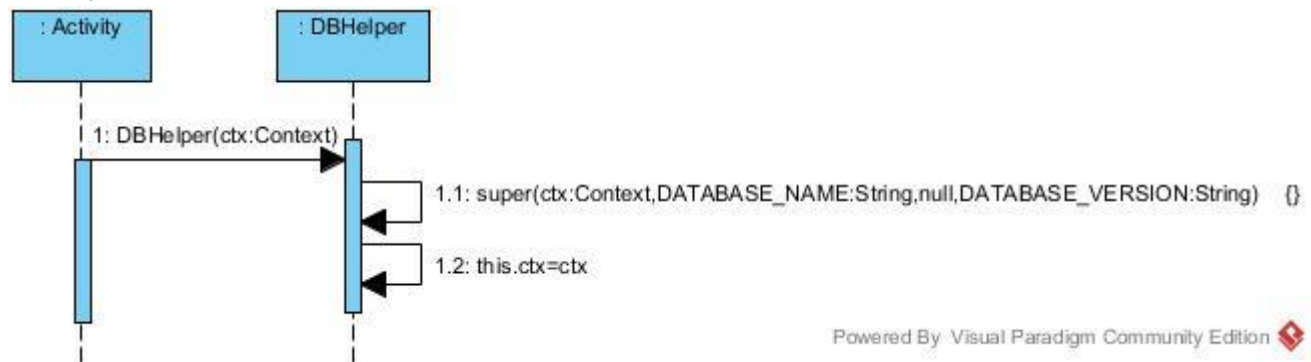 : Activity
: DBHelper
1: DBHelper(ctx:Context)
1.1: super(ctx:Context,DATABASE_NAME:String,null,DATABASE_VERSION:String) {}
1.2: this.ctx=ctx
Powered By Visual Paradigm Community Edition